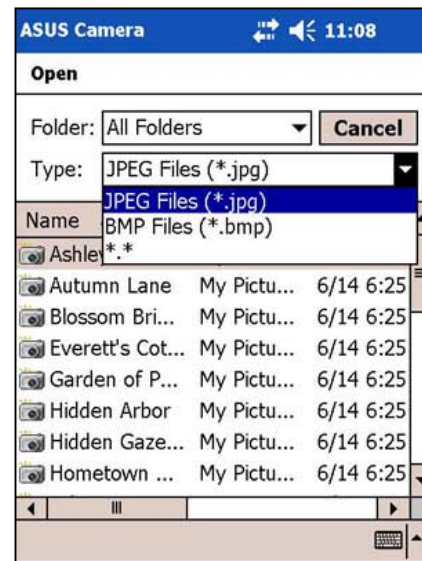 ASUS Camera 11:08
Open
Folder: All Folders Cancel
Type: JPEG Files (*.jpg)
JPEG Files (*.jpg)
BMP Files (*.bmp)
*.*
Name
Ashley
Autumn Lane My Pictu... 6/14 6:25
Blossom Bri... My Pictu... 6/14 6:25
Everett's Cot... My Pictu... 6/14 6:25
Garden of P... My Pictu... 6/14 6:25
Hidden Arbor My Pictu... 6/14 6:25
Hidden Gaze... My Pictu... 6/14 6:25
Hometown ... My Pictu... 6/14 6:25